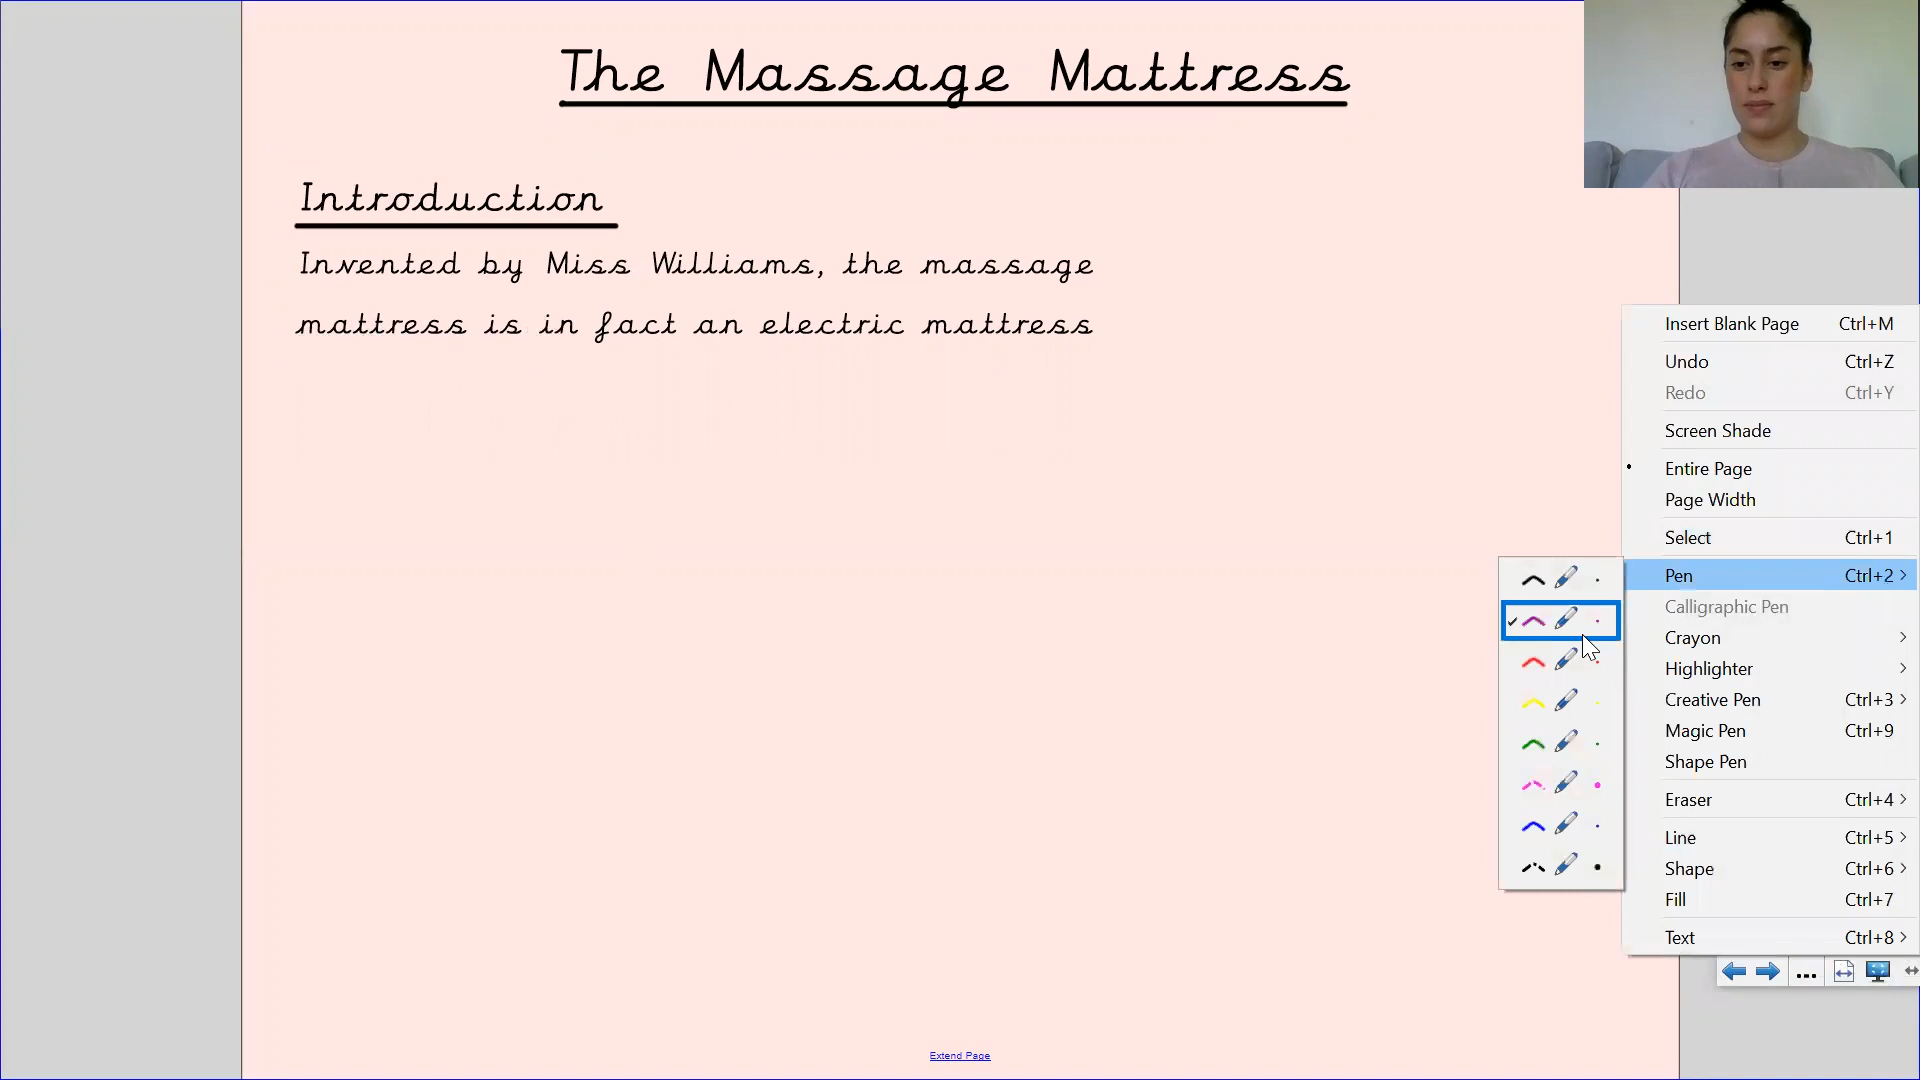 The Massage Mattress
Introduction
Invented by Miss Williams, the massage
mattress is in fact an electric mattress
Insert Blank Page Ctrl+M
Undo Ctrl+Z
Redo Ctrl+Y
Screen Shade
Entire Page
Page Width
Select Ctrl+1
Pen Ctrl+2
Calligraphic Pen
Crayon
Highlighter
Creative Pen Ctrl+3
Magic Pen Ctrl+9
Shape Pen
Eraser Ctrl+4
Line Ctrl+5
Shape Ctrl+6
Fill Ctrl+7
Text Ctrl+8
Extend Page